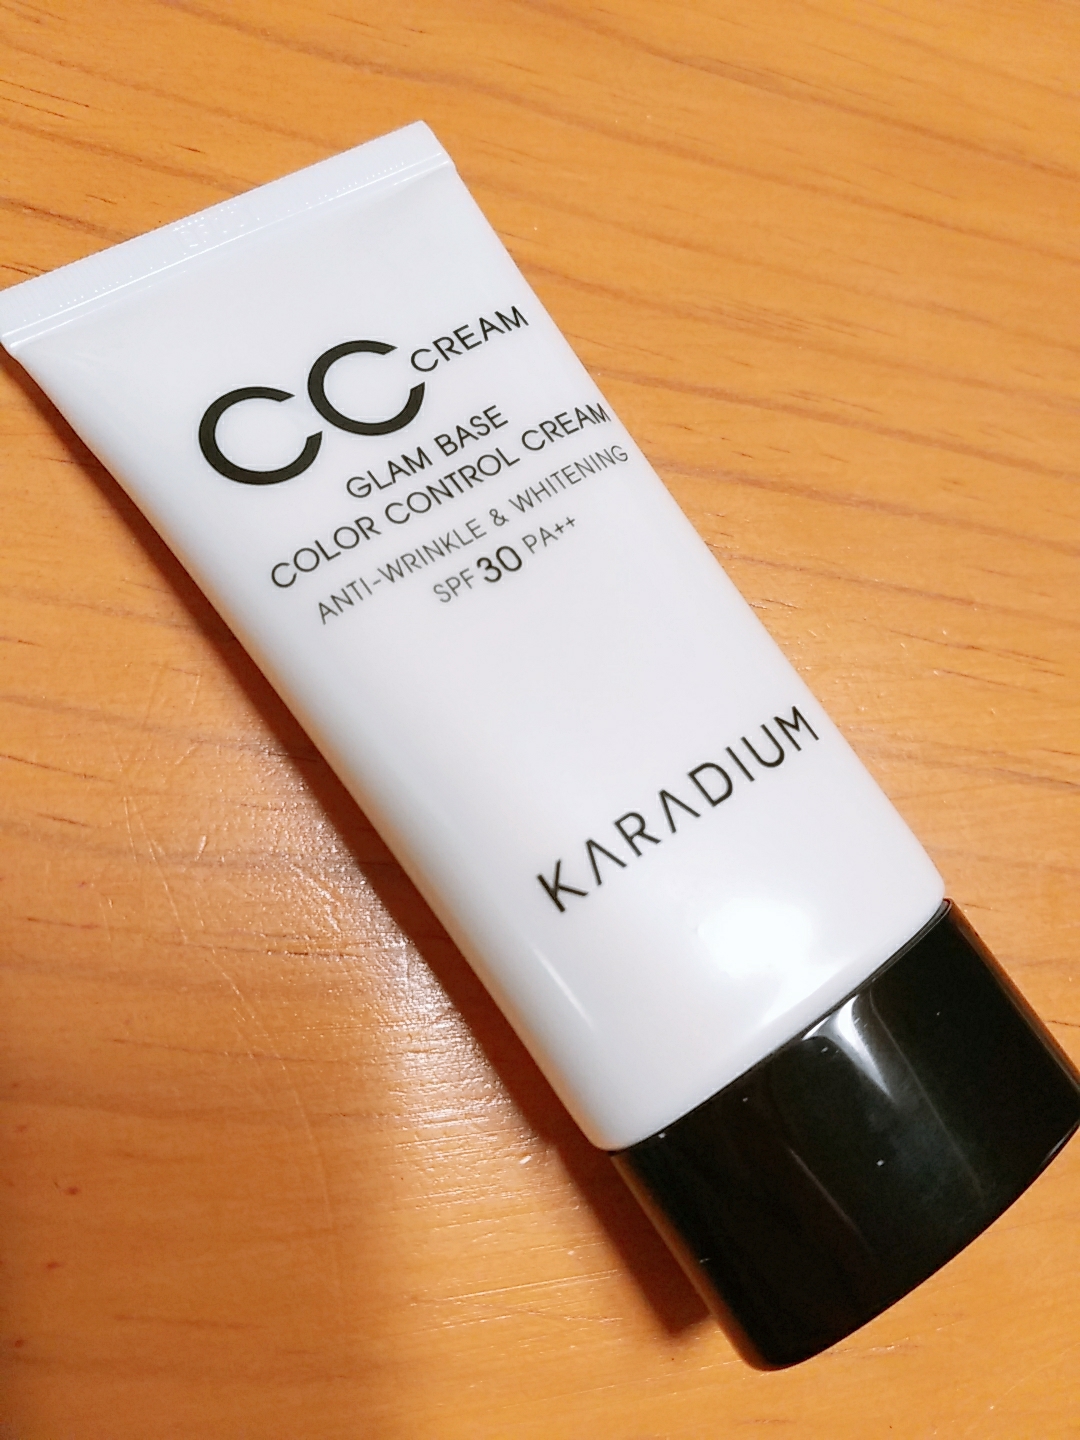 CC CREAM
GLAM BASE
COLOR CONTROL CREAM
ANTI-WRINKLE & WHITENING
SPF 30 PA++
KARADIUM